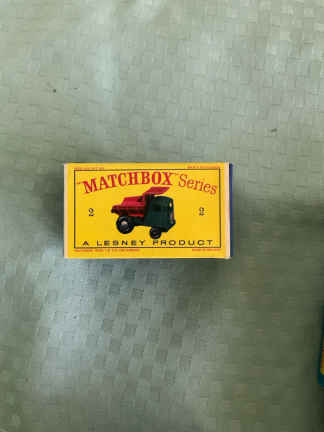 "MATCHBOX" Series
2 2
A LESNEY PRODUCT